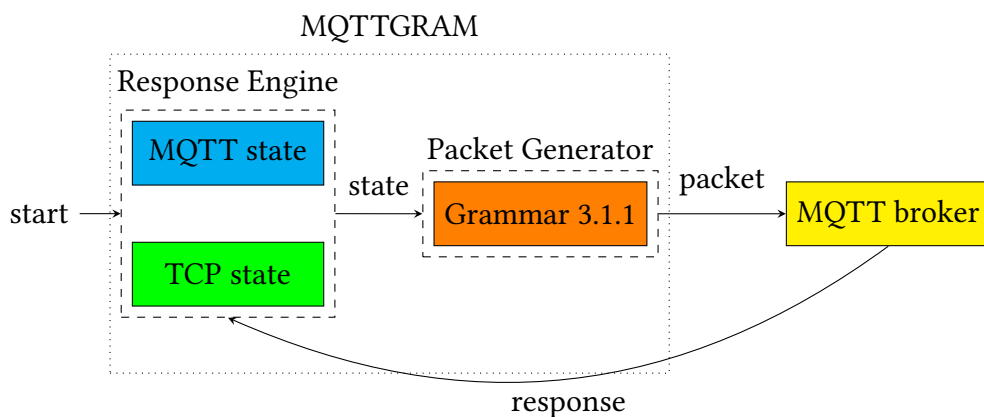 MQTTGRAM
Response Engine
MQTT state
Packet Generator
state
packet
start
Grammar 3.1.1
MQTT broker
TCP state
response